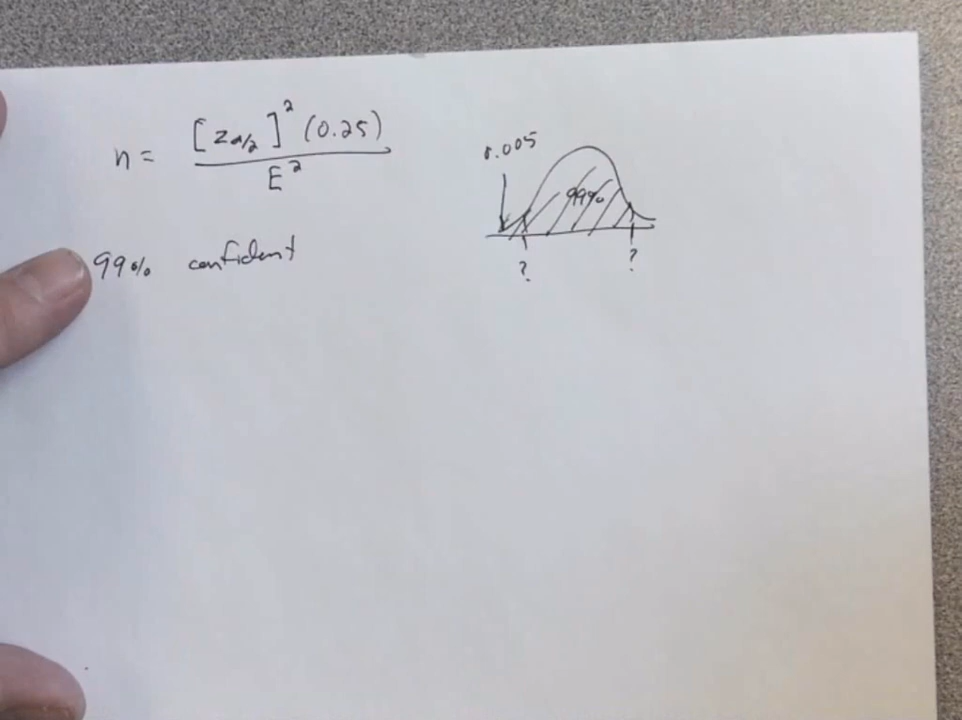 n = [zα/2]² (0.25)
E²
0.005
99%
? ?
99% confident